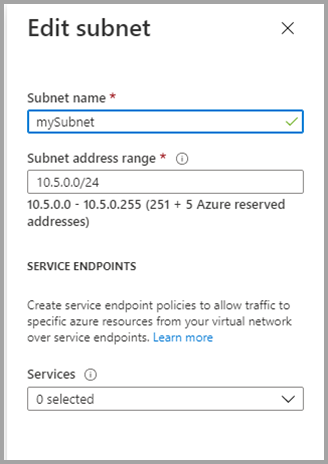 Edit subnet
Subnet name *
mySubnet
Subnet address range *
10.5.0.0/24
10.5.0.0 - 10.5.0.255 (251 + 5 Azure reserved
addresses)
SERVICE ENDPOINTS
Create service endpoint policies to allow traffic to
specific azure resources from your virtual network
over service endpoints. Learn more
Services
0 selected